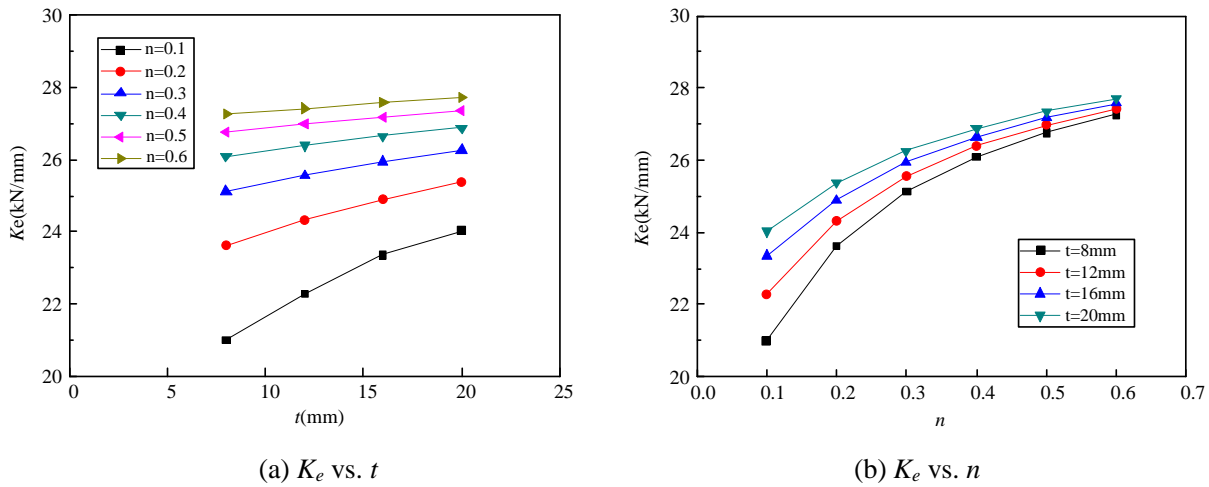 30
28
26
24
22
20
Ke(kN/mm)
n=0.1
n=0.2
n=0.3
n=0.4
n=0.5
n=0.6
0 5 10 15 20 25
t(mm)
(a) Ke vs. t
30
28
26
24
22
20
Ke(kN/mm)
t=8mm
t=12mm
t=16mm
t=20mm
0.0 0.1 0.2 0.3 0.4 0.5 0.6 0.7
n
(b) Ke vs. n